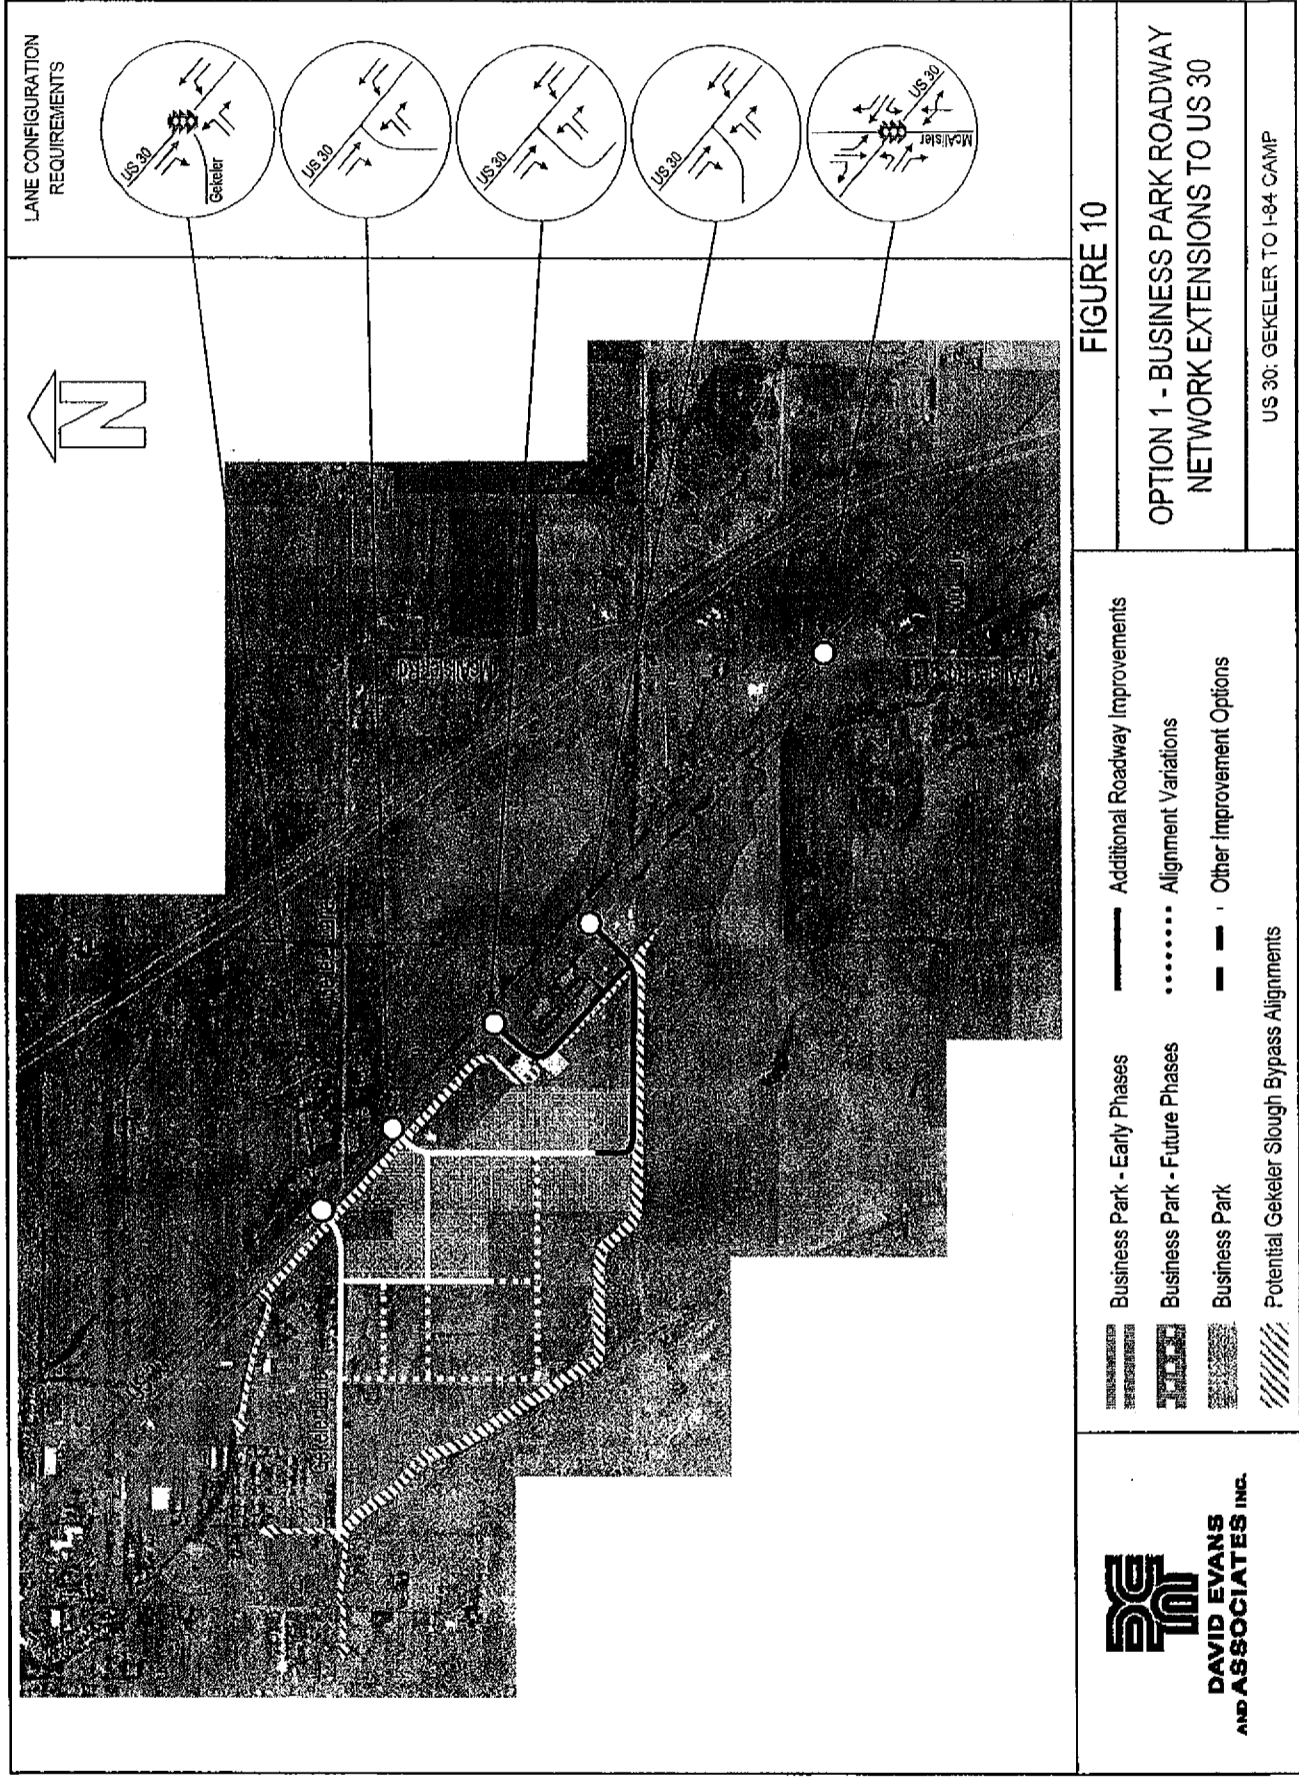 LANE CONFIGURATION
REQUIREMENTS
US 30
Gekeler
US 30
US 30
US 30
US 30
McAlister
N
McAlister Rd
FIGURE 10
OPTION 1 - BUSINESS PARK ROADWAY
NETWORK EXTENSIONS TO US 30
US 30: GEKELER TO I-84 CAMP
Business Park - Early Phases
Business Park - Future Phases
Business Park
Potential Gekeler Slough Bypass Alignments
Additional Roadway Improvements
Alignment Variations
Other Improvement Options
DAVID EVANS
AND ASSOCIATES INC.